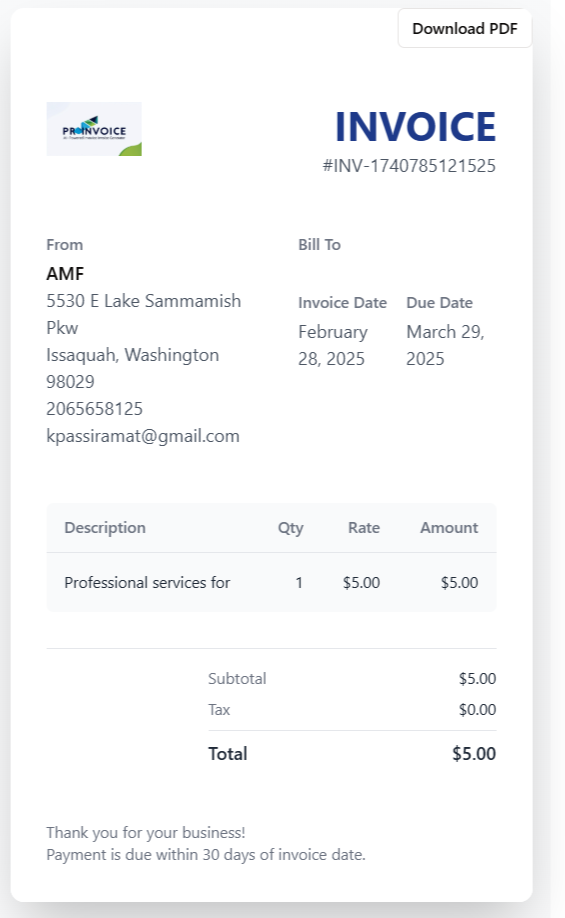 Download PDF
PROINVOICE
INVOICE
#INV-1740785121525
From
AMF
5530 E Lake Sammamish
Pkw
Issaquah, Washington
98029
2065658125
kpassiramat@gmail.com
Bill To
Invoice Date Due Date
February March 29,
28, 2025 2025
Description Qty Rate Amount
Professional services for 1 $5.00 $5.00
Subtotal $5.00
Tax $0.00
Total $5.00
Thank you for your business!
Payment is due within 30 days of invoice date.